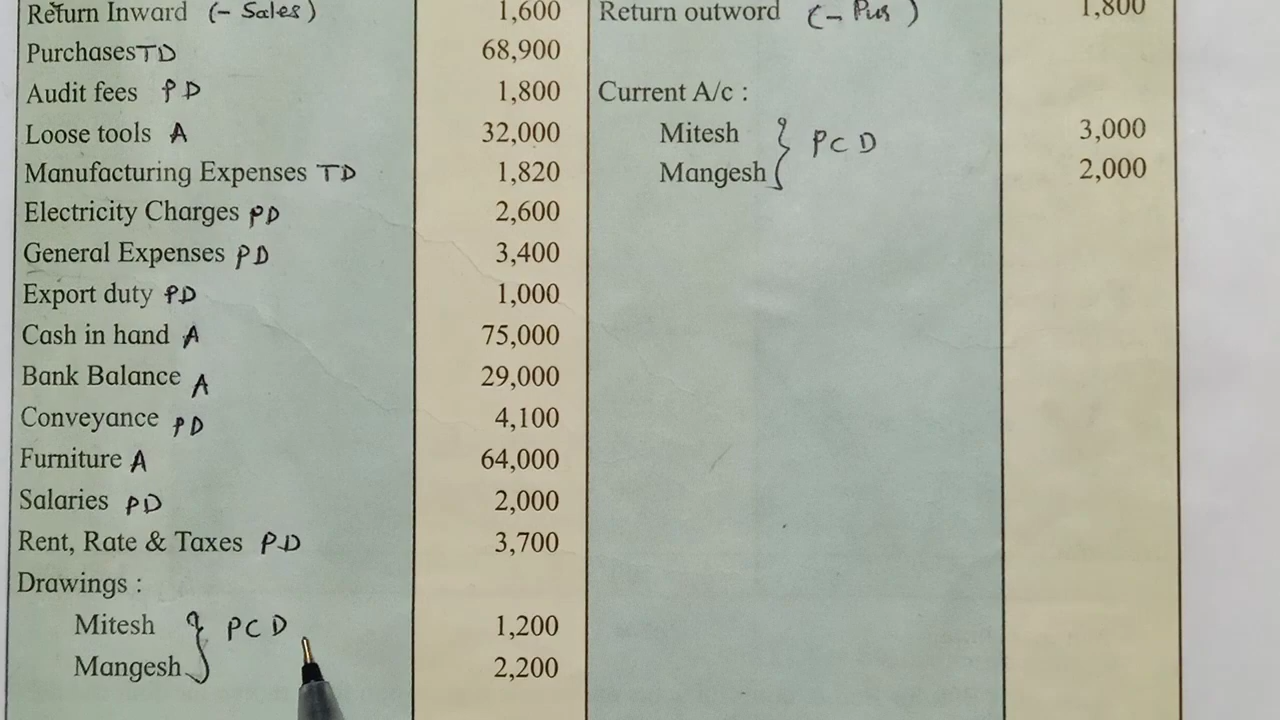 Return Inward (- Sales) 1,600 Return outword (- Pur) 1,800
Purchases TD 68,900
Audit fees PD 1,800 Current A/c :
Loose tools A 32,000 Mitesh } PCD 3,000
Manufacturing Expenses TD 1,820 Mangesh 2,000
Electricity Charges PD 2,600
General Expenses PD 3,400
Export duty PD 1,000
Cash in hand A 75,000
Bank Balance A 29,000
Conveyance PD 4,100
Furniture A 64,000
Salaries PD 2,000
Rent, Rate & Taxes PD 3,700
Drawings :
Mitesh } PCD 1,200
Mangesh 2,200